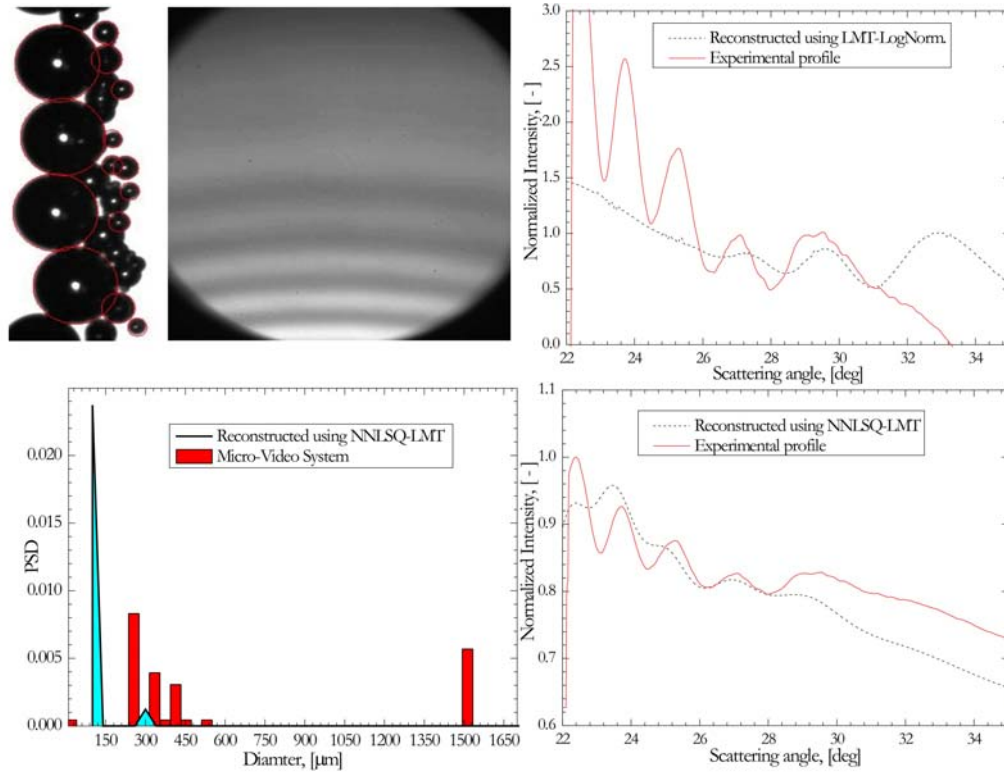 3.0
2.5
2.0
1.5
1.0
0.5
0.0
Normalized Intensity, [ - ]
Reconstructed using LMT-LogNorm.
Experimental profile
22 24 26 28 30 32 34
Scattering angle, [deg]
0.020
0.015
0.010
0.005
0.000
PSD
Reconstructed using NNLSQ-LMT
Micro-Video System
150 300 450 600 750 900 1050 1200 1350 1500 1650
Diamter, [µm]
1.1
1.0
0.9
0.8
0.7
0.6
Normalized Intensity, [ - ]
Reconstructed using NNLSQ-LMT
Experimental profile
22 24 26 28 30 32 34
Scattering angle, [deg]